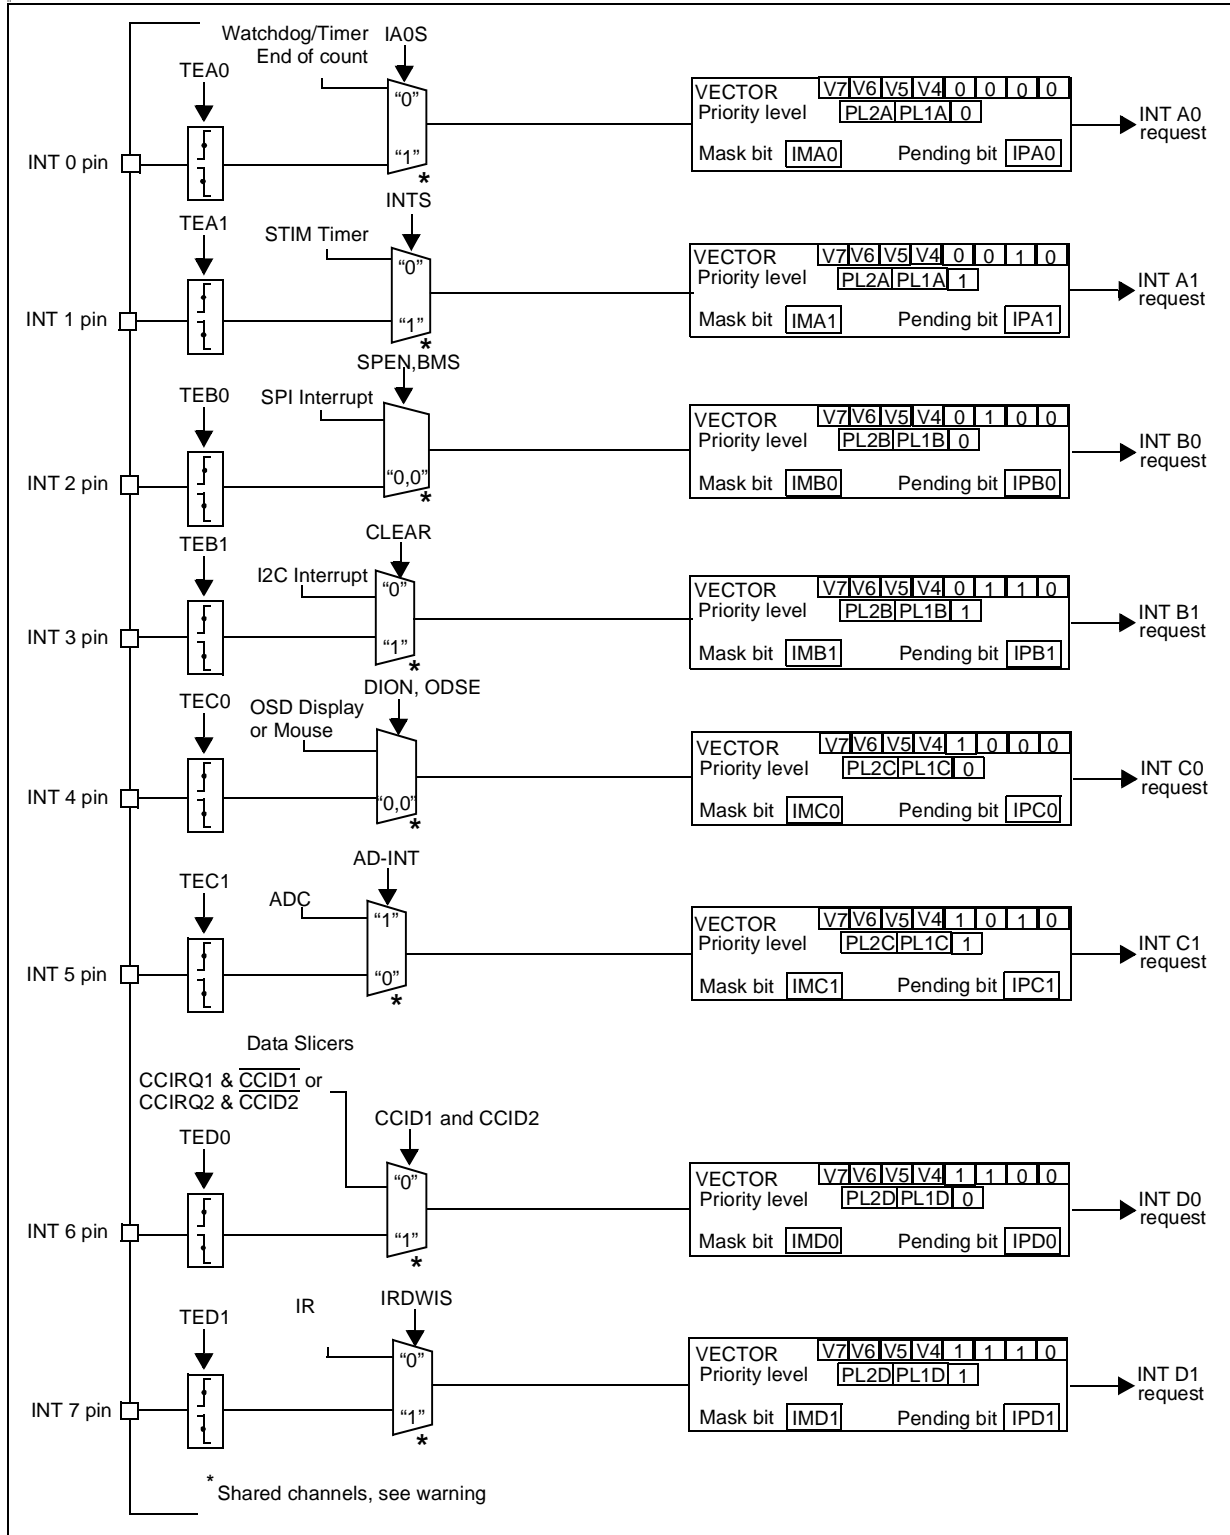 Watchdog/Timer
End of count
IA0S
TEA0
"0"
"1"
INT 0 pin
*
VECTOR V7 V6 V5 V4 0 0 0 0
Priority level PL2A PL1A 0
Mask bit IMA0 Pending bit IPA0
INT A0
request
INTS
TEA1
STIM Timer
"0"
"1"
INT 1 pin
*
VECTOR V7 V6 V5 V4 0 0 1 0
Priority level PL2A PL1A 1
Mask bit IMA1 Pending bit IPA1
INT A1
request
SPEN,BMS
TEB0
SPI Interrupt
"0,0"
INT 2 pin
*
VECTOR V7 V6 V5 V4 0 1 0 0
Priority level PL2B PL1B 0
Mask bit IMB0 Pending bit IPB0
INT B0
request
CLEAR
TEB1
I2C Interrupt
"0"
"1"
INT 3 pin
*
VECTOR V7 V6 V5 V4 0 1 1 0
Priority level PL2B PL1B 1
Mask bit IMB1 Pending bit IPB1
INT B1
request
DION, ODSE
TEC0
OSD Display
or Mouse
"0,0"
INT 4 pin
*
VECTOR V7 V6 V5 V4 1 0 0 0
Priority level PL2C PL1C 0
Mask bit IMC0 Pending bit IPC0
INT C0
request
AD-INT
TEC1
ADC
"1"
"0"
INT 5 pin
*
VECTOR V7 V6 V5 V4 1 0 1 0
Priority level PL2C PL1C 1
Mask bit IMC1 Pending bit IPC1
INT C1
request
Data Slicers
CCIRQ1 & CCID1 or
CCIRQ2 & CCID2
CCID1 and CCID2
TED0
"0"
"1"
INT 6 pin
*
VECTOR V7 V6 V5 V4 1 1 0 0
Priority level PL2D PL1D 0
Mask bit IMD0 Pending bit IPD0
INT D0
request
IR
IRDWIS
TED1
"0"
"1"
INT 7 pin
*
VECTOR V7 V6 V5 V4 1 1 1 0
Priority level PL2D PL1D 1
Mask bit IMD1 Pending bit IPD1
INT D1
request
* Shared channels, see warning